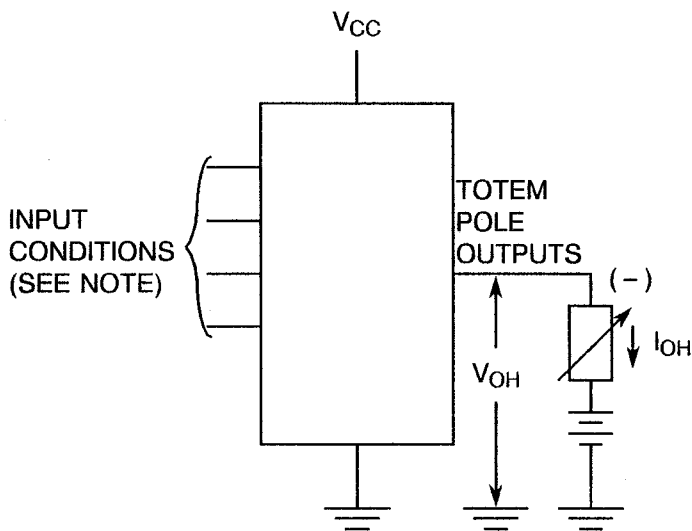 VCC
INPUT
CONDITIONS
(SEE NOTE)
TOTEM
POLE
OUTPUTS
(-)
IOH
VOH